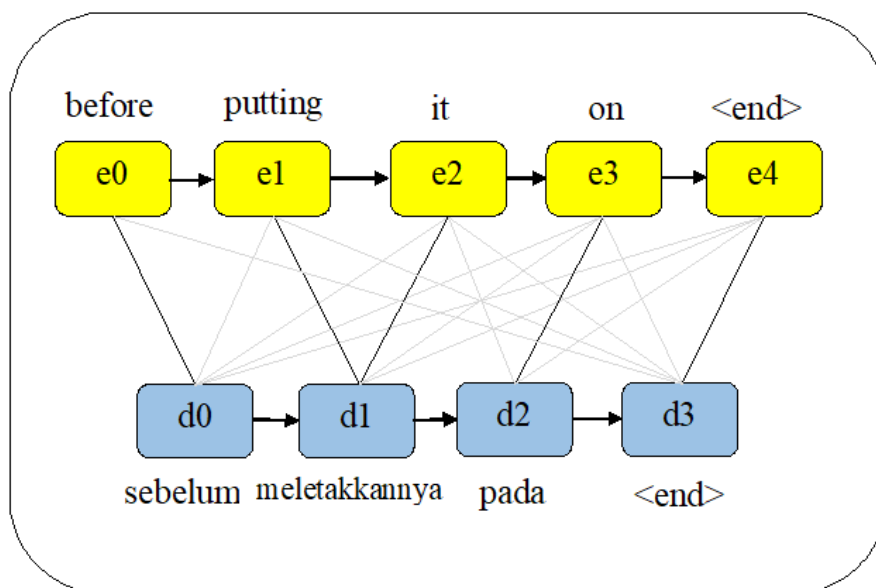 before putting it on <end>
e0 e1 e2 e3 e4
d0 d1 d2 d3
sebelum meletakkannya pada <end>